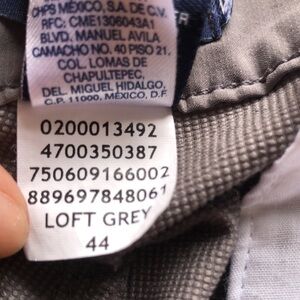 CHPS MÉXICO, S.A. DE C.V.
RFC: CME1306043A1
BLVD. MANUEL AVILA
CAMACHO NO. 40 PISO 21,
COL. LOMAS DE
CHAPULTEPEC,
DEL. MIGUEL HIDALGO,
C.P. 11000, MÉXICO, D.F.
0200013492
4700350387
750609166002
889697848061
LOFT GREY
44